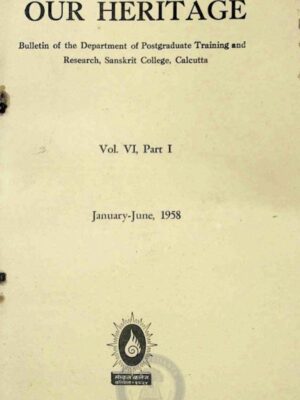 OUR HERITAGE
Bulletin of the Department of Postgraduate Training and
Research, Sanskrit College, Calcutta
Vol. VI, Part I
January-June, 1958